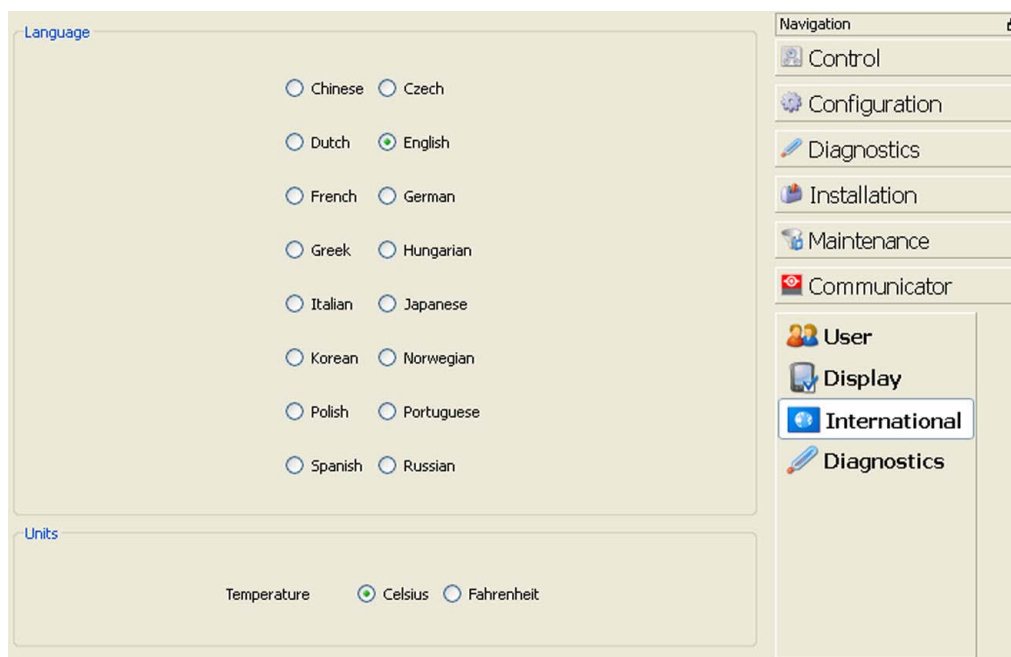 Language
Chinese Czech
Dutch English
French German
Greek Hungarian
Italian Japanese
Korean Norwegian
Polish Portuguese
Spanish Russian
Units
Temperature Celsius Fahrenheit
Navigation
Control
Configuration
Diagnostics
Installation
Maintenance
Communicator
User
Display
International
Diagnostics